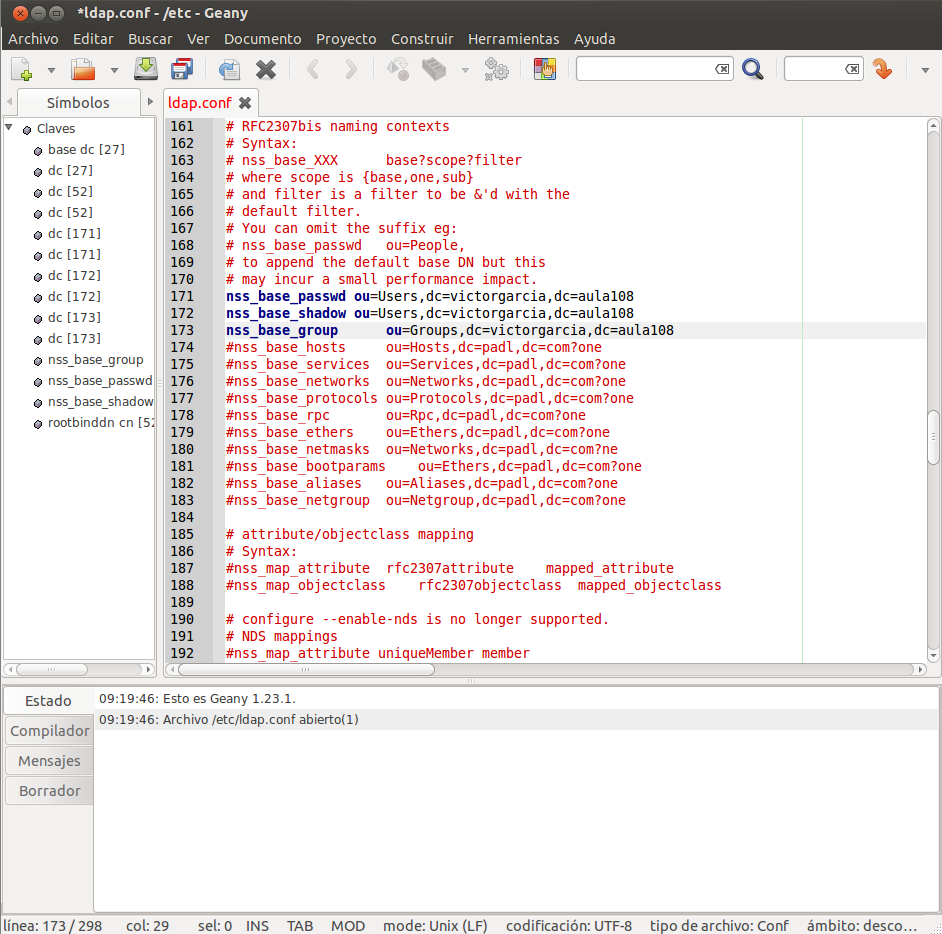 *ldap.conf - /etc - Geany
Archivo Editar Buscar Ver Documento Proyecto Construir Herramientas Ayuda
Símbolos
Claves
base dc [27]
dc [27]
dc [52]
dc [52]
dc [171]
dc [171]
dc [172]
dc [172]
dc [173]
dc [173]
nss_base_group
nss_base_passwd
nss_base_shadow
rootbinddn cn [52
ldap.conf
161 # RFC2307bis naming contexts
162 # Syntax:
163 # nss_base_XXX      base?scope?filter
164 # where scope is {base,one,sub}
165 # and filter is a filter to be &'d with the
166 # default filter.
167 # You can omit the suffix eg:
168 # nss_base_passwd   ou=People,
169 # to append the default base DN but this
170 # may incur a small performance impact.
171 nss_base_passwd ou=Users,dc=victorgarcia,dc=aula108
172 nss_base_shadow ou=Users,dc=victorgarcia,dc=aula108
173 nss_base_group      ou=Groups,dc=victorgarcia,dc=aula108
174 #nss_base_hosts     ou=Hosts,dc=padl,dc=com?one
175 #nss_base_services  ou=Services,dc=padl,dc=com?one
176 #nss_base_networks  ou=Networks,dc=padl,dc=com?one
177 #nss_base_protocols ou=Protocols,dc=padl,dc=com?one
178 #nss_base_rpc       ou=Rpc,dc=padl,dc=com?one
179 #nss_base_ethers    ou=Ethers,dc=padl,dc=com?one
180 #nss_base_netmasks  ou=Networks,dc=padl,dc=com?ne
181 #nss_base_bootparams    ou=Ethers,dc=padl,dc=com?one
182 #nss_base_aliases   ou=Aliases,dc=padl,dc=com?one
183 #nss_base_netgroup  ou=Netgroup,dc=padl,dc=com?one
184
185 # attribute/objectclass mapping
186 # Syntax:
187 #nss_map_attribute  rfc2307attribute    mapped_attribute
188 #nss_map_objectclass    rfc2307objectclass  mapped_objectclass
189
190 # configure --enable-nds is no longer supported.
191 # NDS mappings
192 #nss_map_attribute uniqueMember member
Estado
Compilador
Mensajes
Borrador
09:19:46: Esto es Geany 1.23.1.
09:19:46: Archivo /etc/ldap.conf abierto(1)
línea: 173 / 298 col: 29 sel: 0 INS TAB MOD modo: Unix (LF) codificación: UTF-8 tipo de archivo: Conf ámbito: desco…